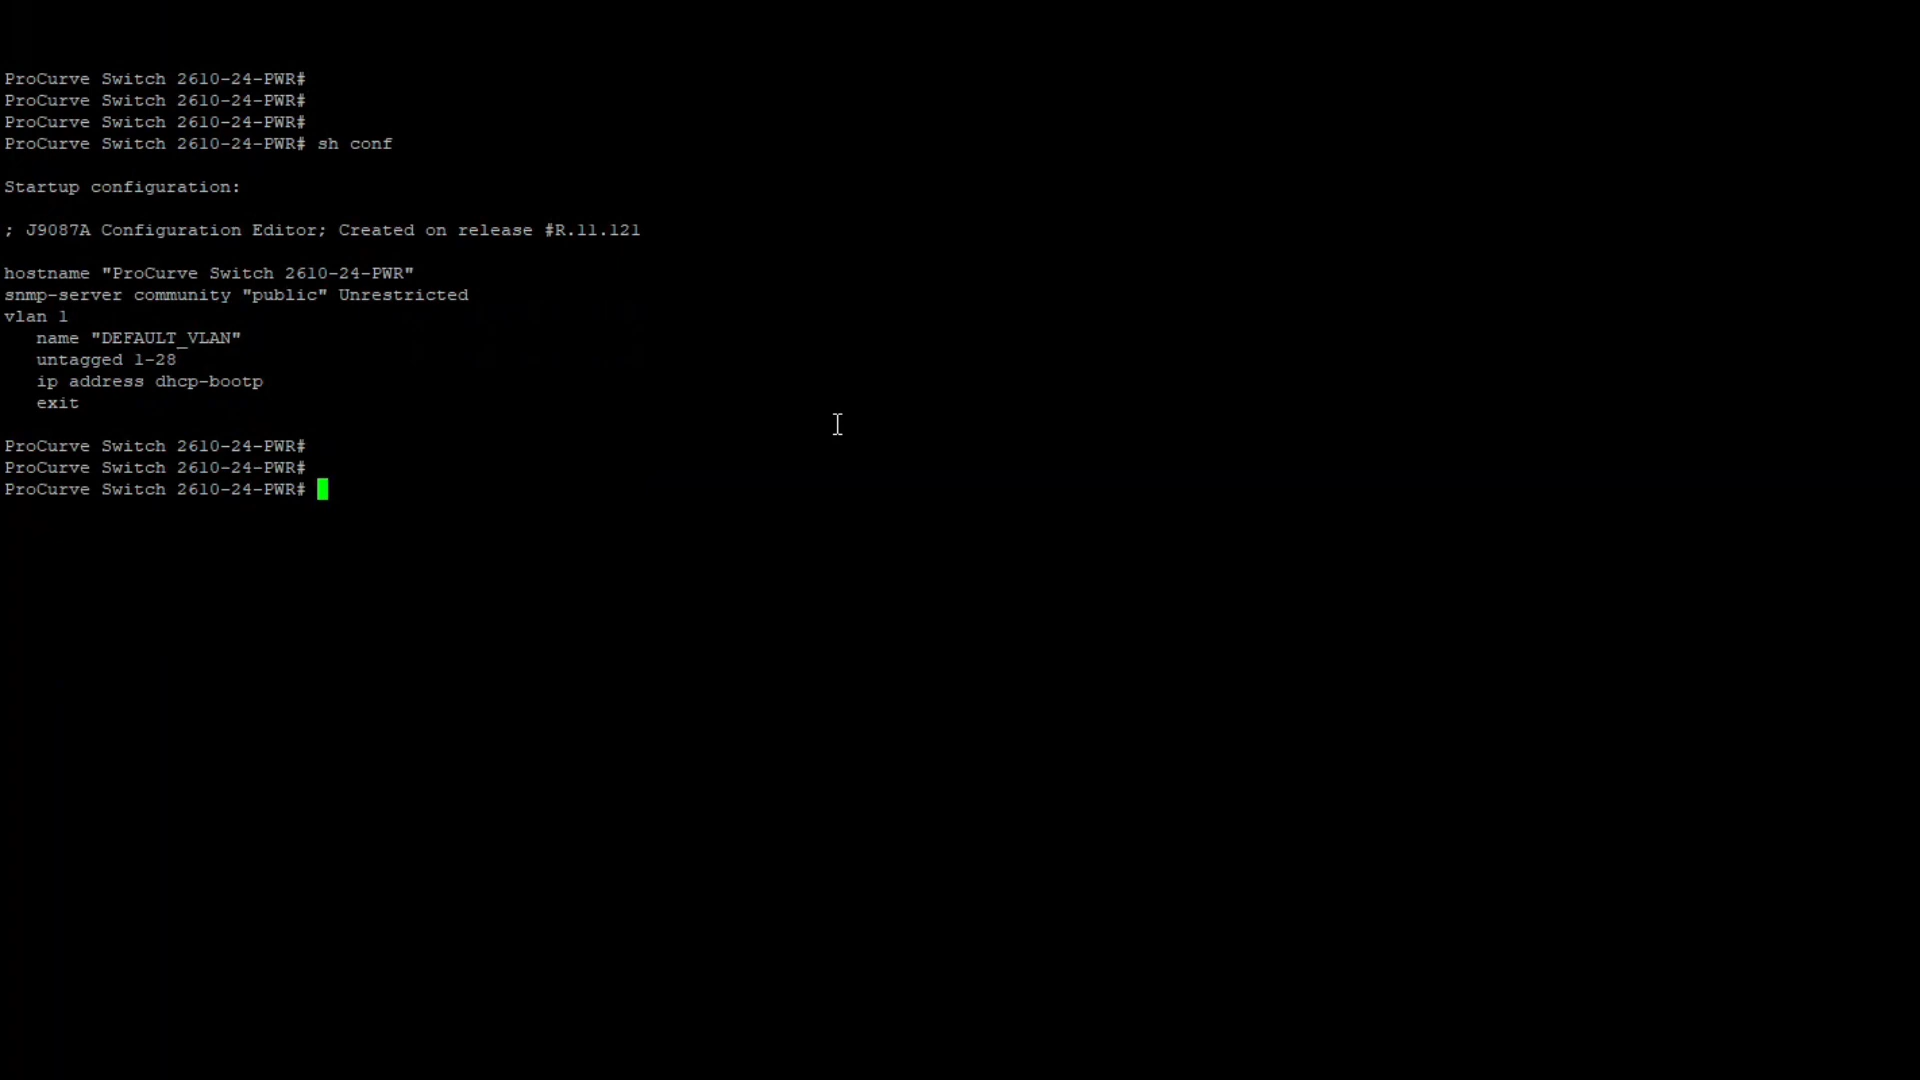 ProCurve Switch 2610-24-PWR#
ProCurve Switch 2610-24-PWR#
ProCurve Switch 2610-24-PWR#
ProCurve Switch 2610-24-PWR# sh conf
Startup configuration:
; J9087A Configuration Editor; Created on release #R.11.121
hostname "ProCurve Switch 2610-24-PWR"
snmp-server community "public" Unrestricted
vlan 1
   name "DEFAULT_VLAN"
   untagged 1-28
   ip address dhcp-bootp
   exit
ProCurve Switch 2610-24-PWR#
ProCurve Switch 2610-24-PWR#
ProCurve Switch 2610-24-PWR#